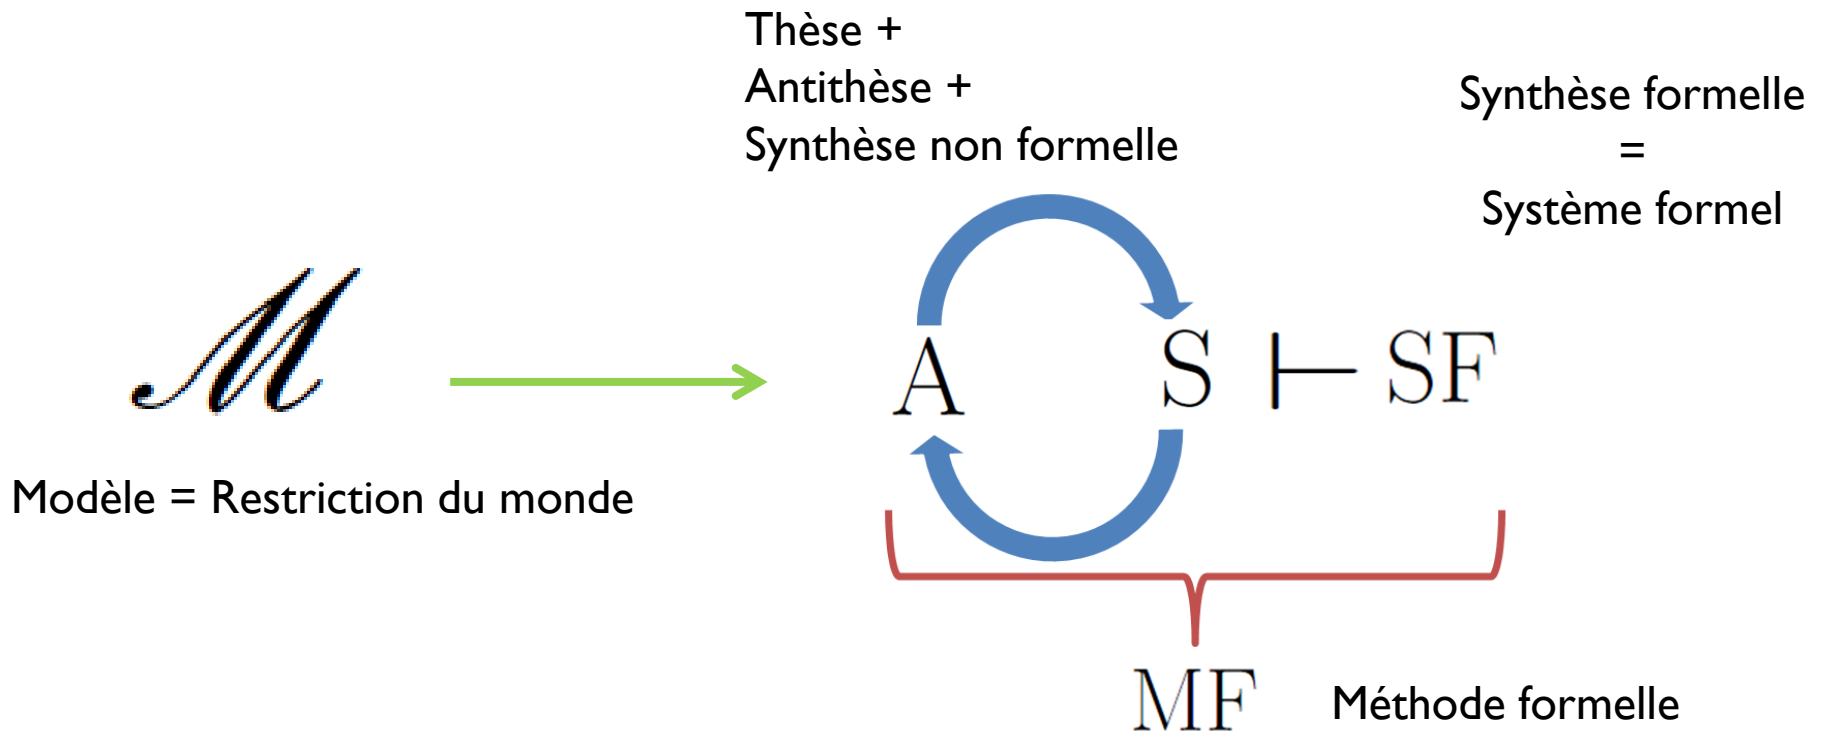 Thèse +
Antithèse +
Synthèse non formelle
Synthèse formelle
=
Système formel
ℳ
A S ⊢ SF
Modèle = Restriction du monde
MF Méthode formelle